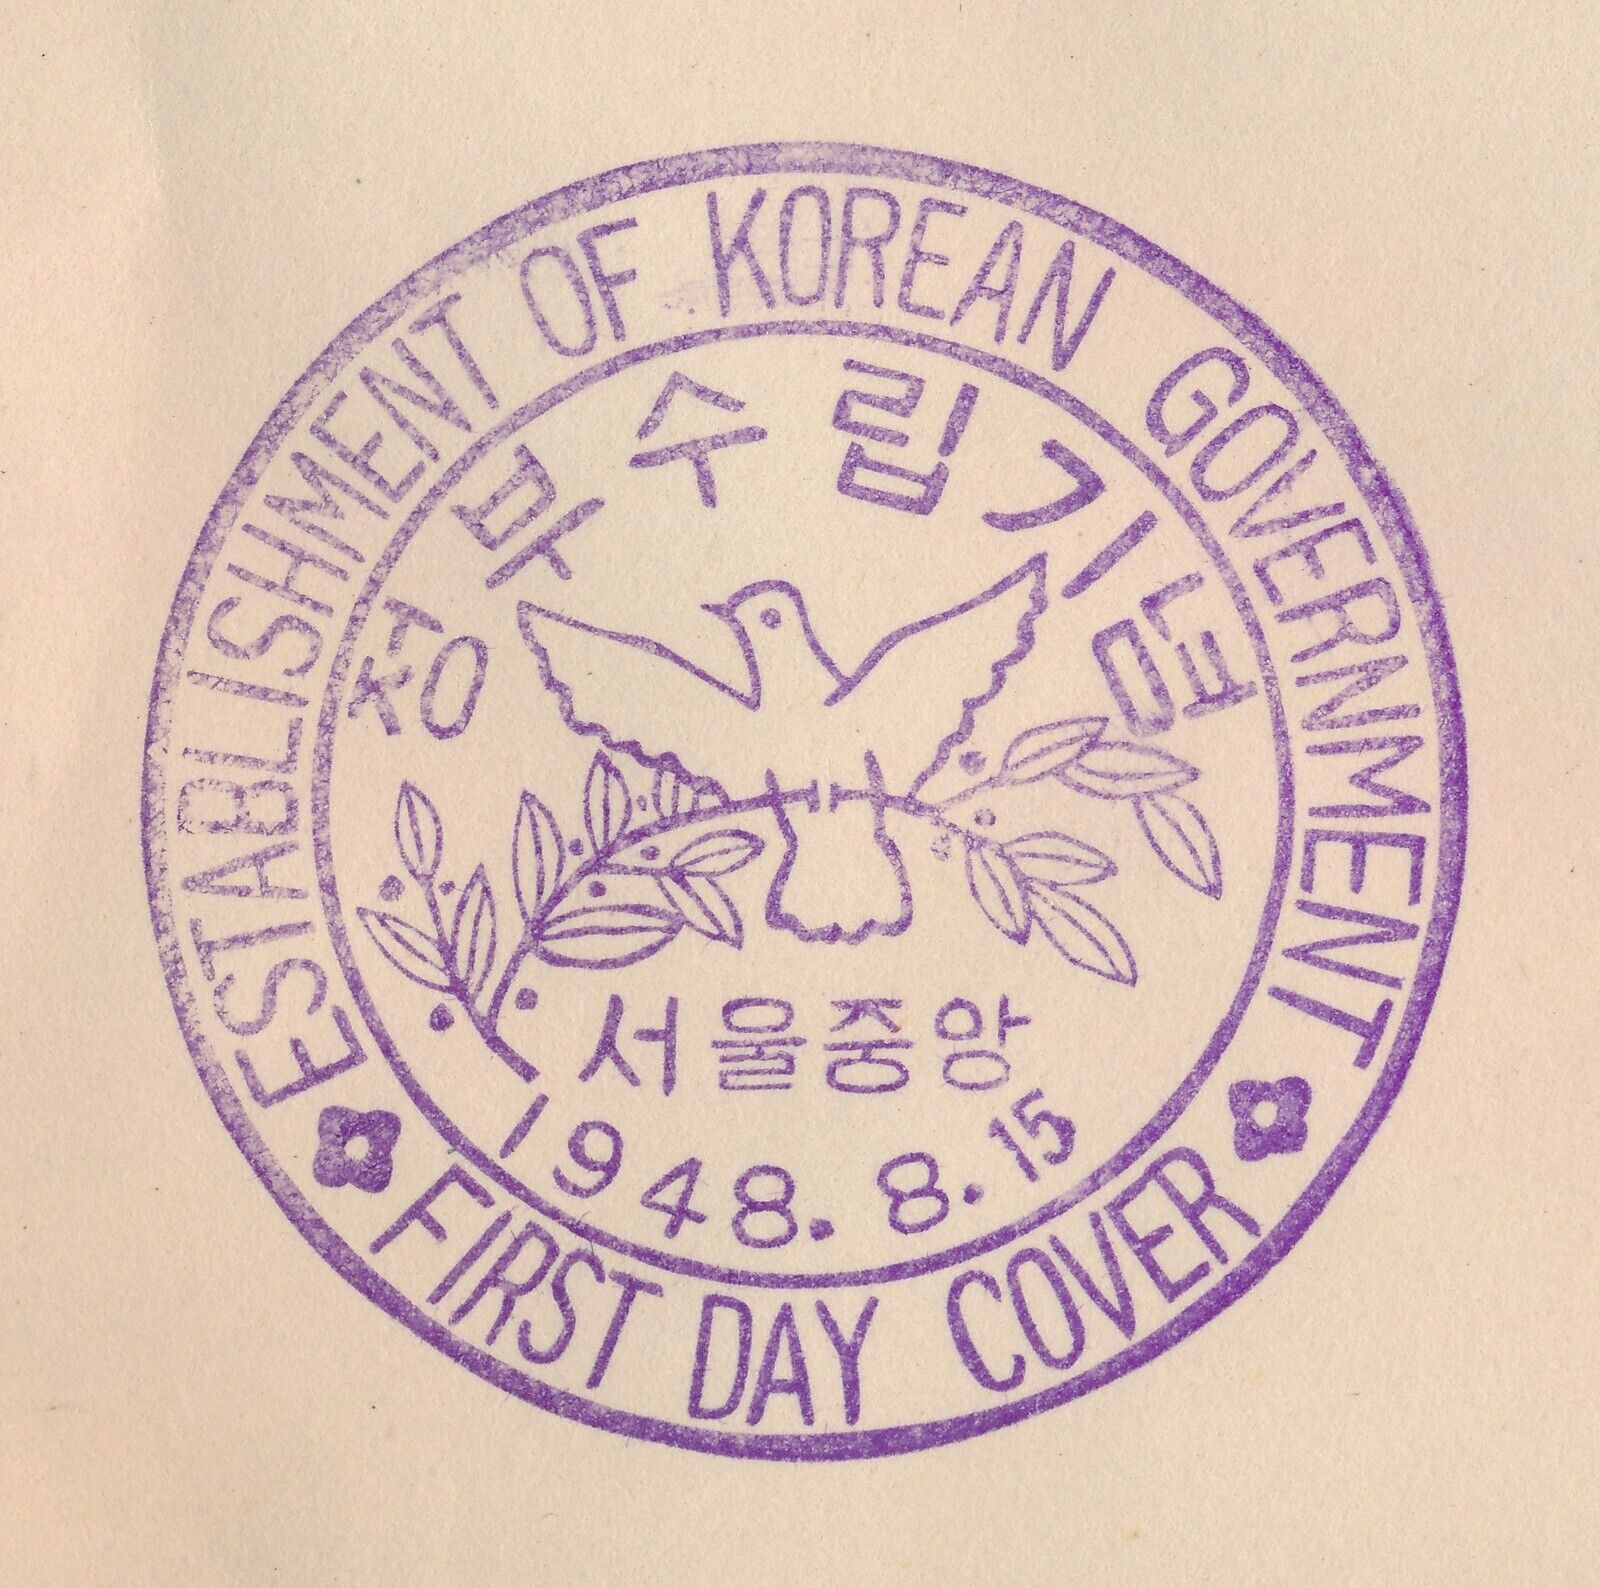 ESTABLISHMENT OF KOREAN GOVERNMENT
정부수립기념
서울중앙
1948. 8. 15
FIRST DAY COVER